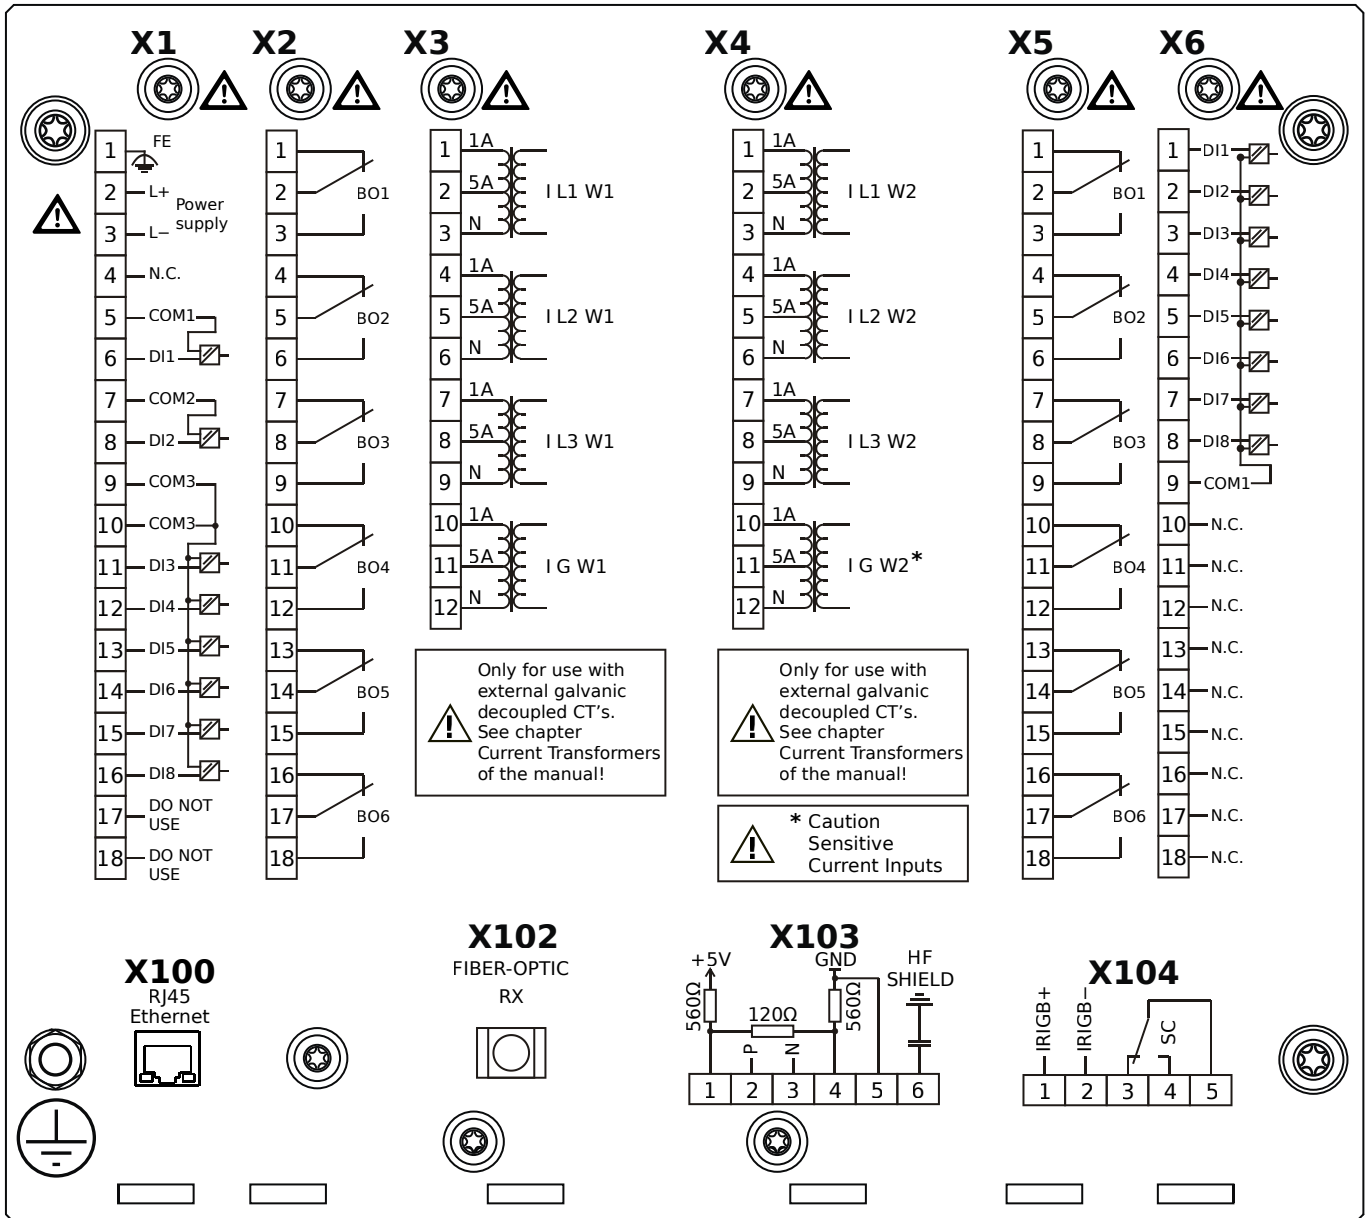 X1 X2 X3 X4 X5 X6
1 FE
2 L+
Power
supply
3 L−
4 N.C.
5 COM1
6 DI1
7 COM2
8 DI2
9 COM3
10 COM3
11 DI3
12 DI4
13 DI5
14 DI6
15 DI7
16 DI8
17 DO NOT
USE
18 DO NOT
USE
1
2 BO1
3
4
5 BO2
6
7
8 BO3
9
10
11 BO4
12
13
14 BO5
15
16
17 BO6
18
1 1A
2 5A I L1 W1
3 N
4 1A
5 5A I L2 W1
6 N
7 1A
8 5A I L3 W1
9 N
10 1A
11 5A I G W1
12 N
Only for use with
external galvanic
decoupled CT's.
See chapter
Current Transformers
of the manual!
1 1A
2 5A I L1 W2
3 N
4 1A
5 5A I L2 W2
6 N
7 1A
8 5A I L3 W2
9 N
10 1A
11 5A I G W2*
12 N
Only for use with
external galvanic
decoupled CT's.
See chapter
Current Transformers
of the manual!
* Caution
Sensitive
Current Inputs
1
2 BO1
3
4
5 BO2
6
7
8 BO3
9
10
11 BO4
12
13
14 BO5
15
16
17 BO6
18
1 DI1
2 DI2
3 DI3
4 DI4
5 DI5
6 DI6
7 DI7
8 DI8
9 COM1
10 N.C.
11 N.C.
12 N.C.
13 N.C.
14 N.C.
15 N.C.
16 N.C.
17 N.C.
18 N.C.
X100
RJ45
Ethernet
X102
FIBER-OPTIC
RX
X103
+5V GND HF
SHIELD
560Ω 120Ω 560Ω
P N
1 2 3 4 5 6
X104
IRIGB+ IRIGB− SC
1 2 3 4 5